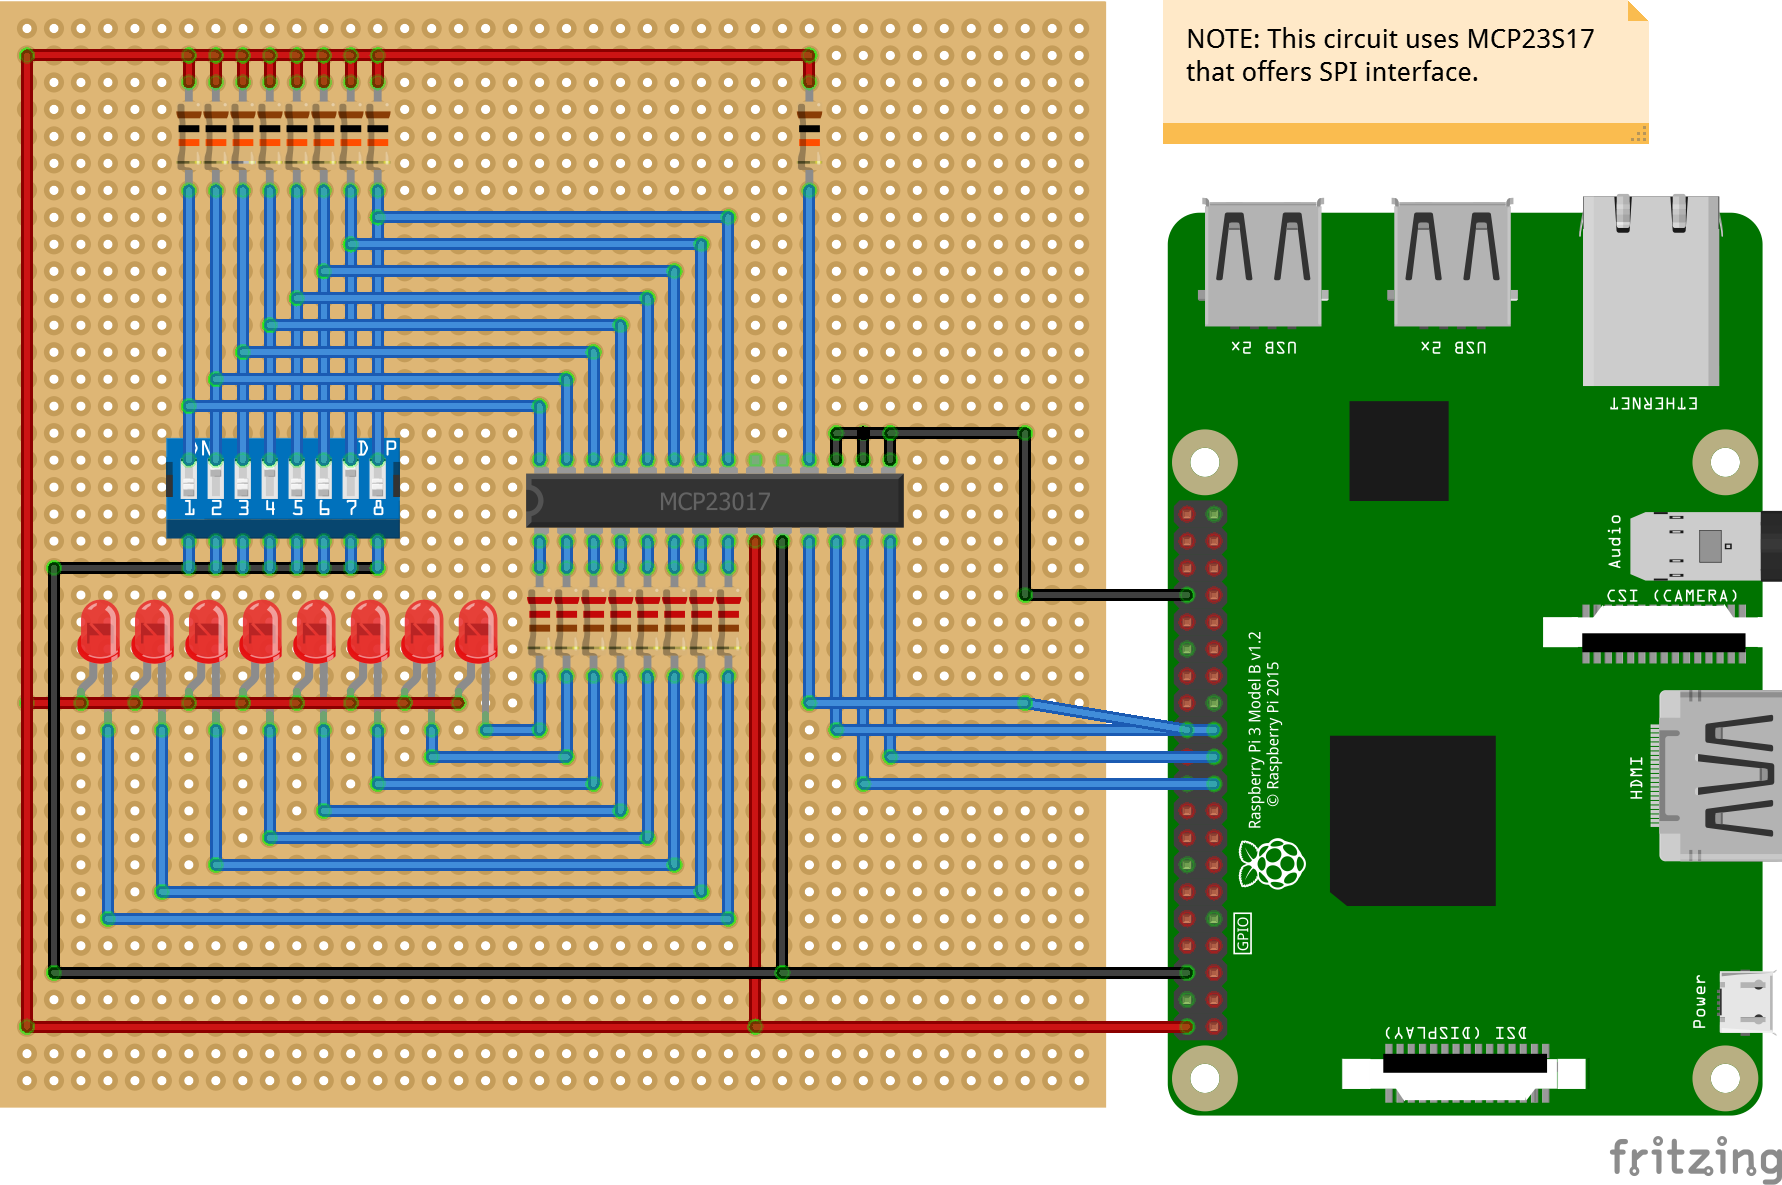 NOTE: This circuit uses MCP23S17
that offers SPI interface.
USB 2x
USB 2x
ETHERNET
ON DIP
1 2 3 4 5 6 7 8
MCP23017
Audio
CSI (CAMERA)
Raspberry Pi 3 Model B v1.2
© Raspberry Pi 2015
HDMI
GPIO
Power
DSI (DISPLAY)
fritzing